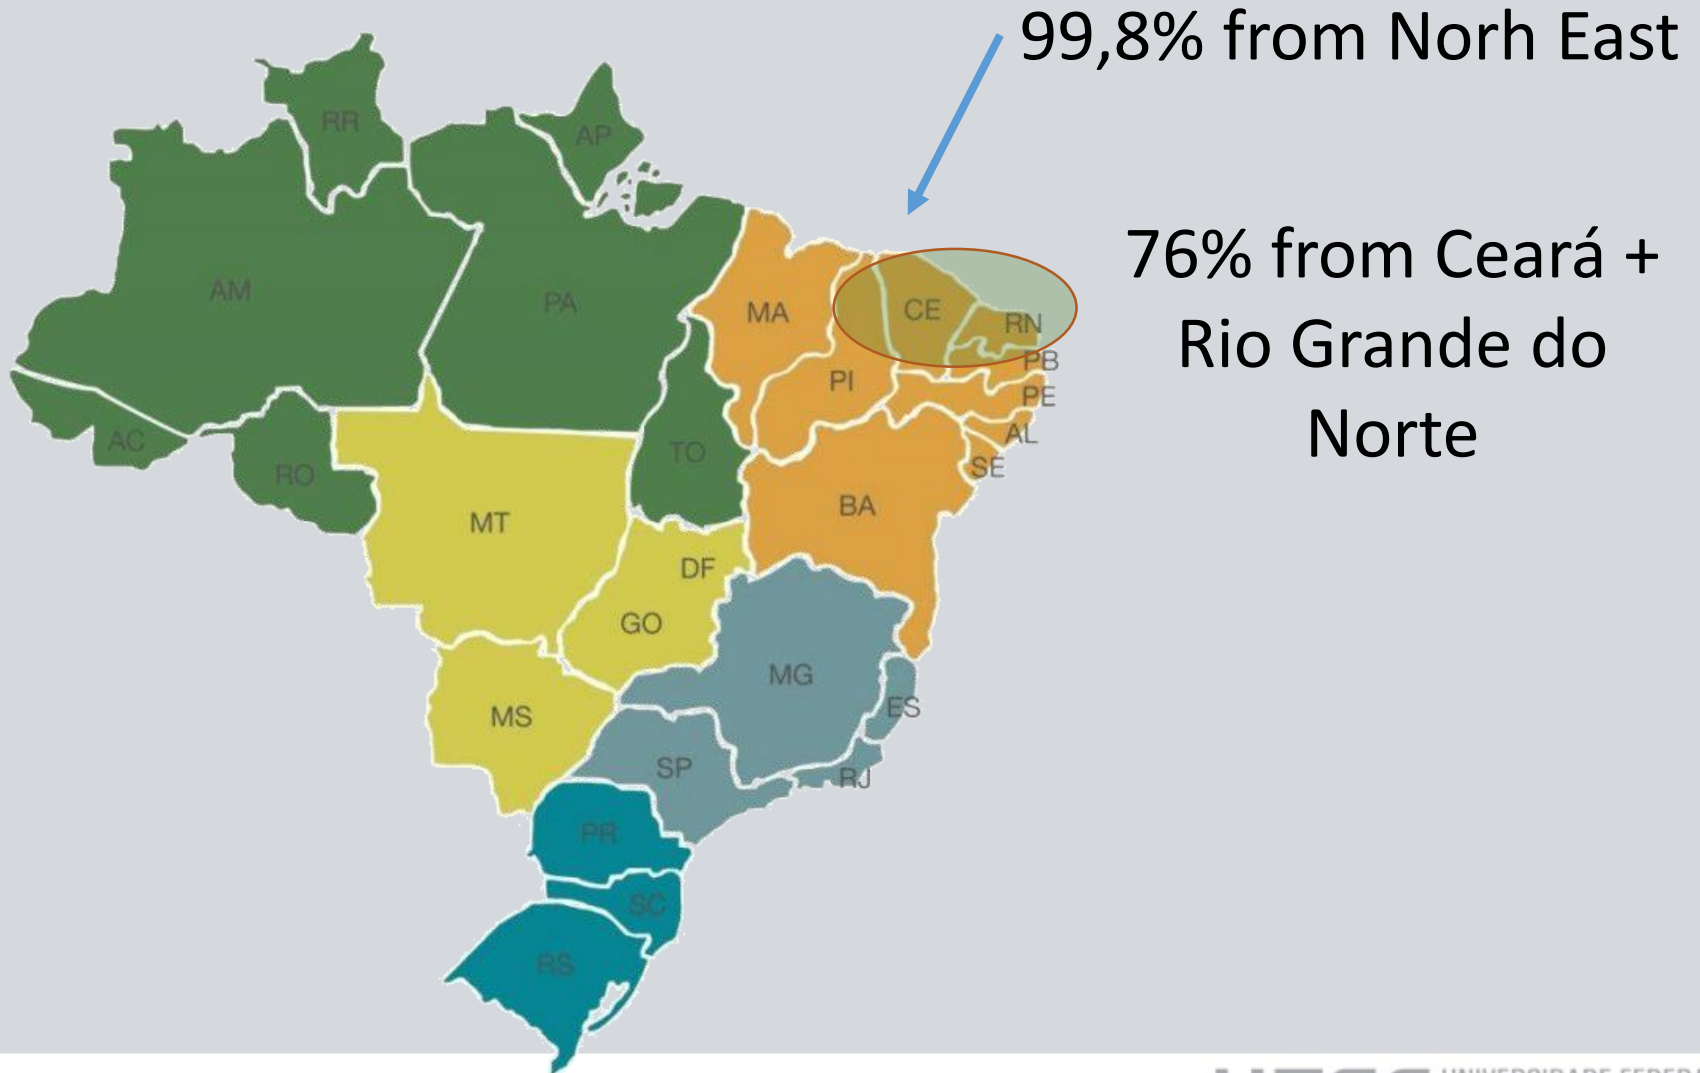 99,8% from Norh East
76% from Ceará +
Rio Grande do
Norte
RR
AP
AM
PA
MA
CE
RN
PB
PI
PE
AC
AL
TO
SE
RO
BA
MT
DF
GO
MG
ES
MS
SP
RJ
PR
SC
RS